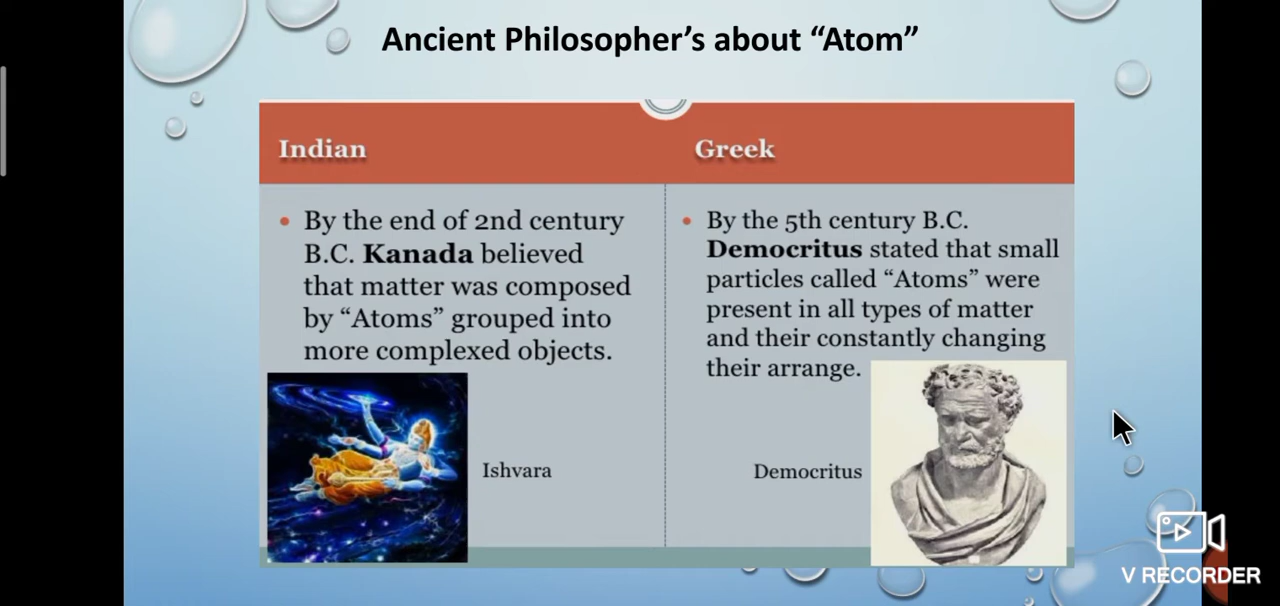 Ancient Philosopher’s about “Atom”
Indian
Greek
• By the end of 2nd century
B.C. Kanada believed
that matter was composed
by “Atoms” grouped into
more complexed objects.
Ishvara
• By the 5th century B.C.
Democritus stated that small
particles called “Atoms” were
present in all types of matter
and their constantly changing
their arrange.
Democritus
V RECORDER